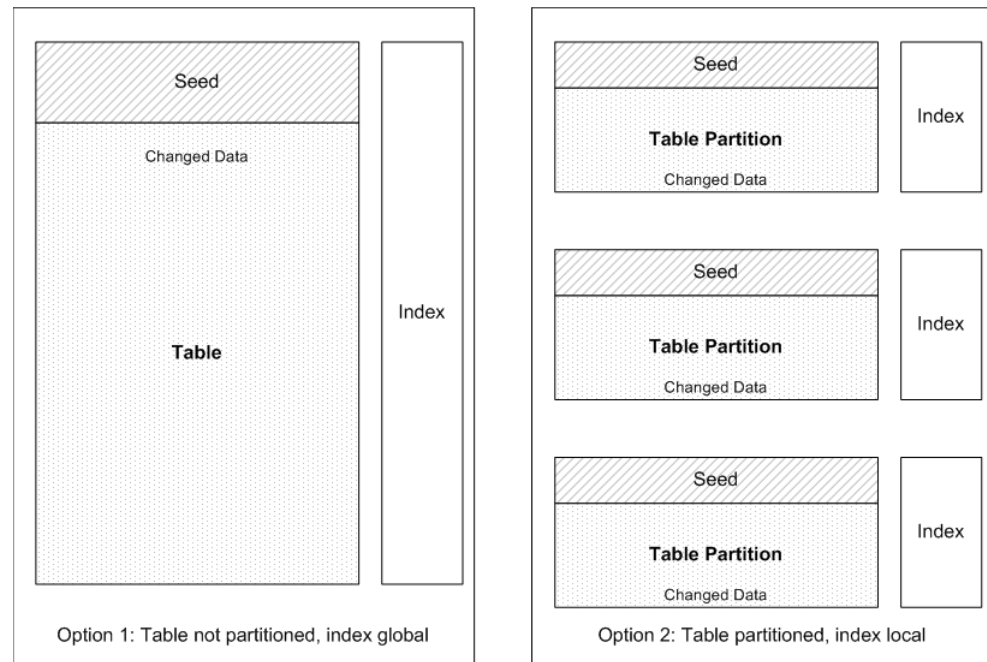 Seed
Changed Data
Table
Index
Option 1: Table not partitioned, index global
Seed
Table Partition
Changed Data
Index
Seed
Table Partition
Changed Data
Index
Seed
Table Partition
Changed Data
Index
Option 2: Table partitioned, index local